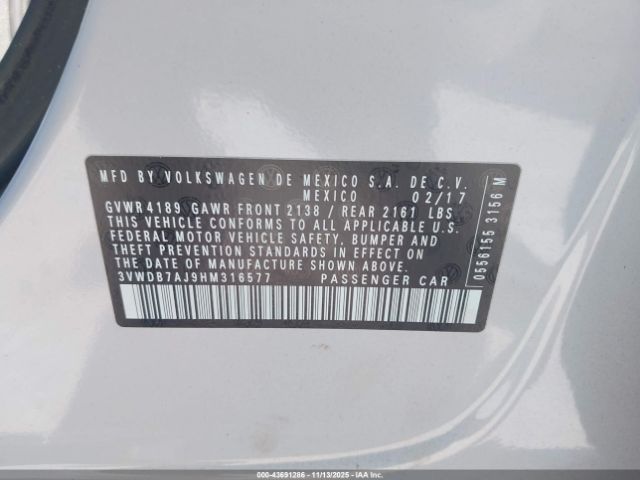 MFD BY VOLKSWAGEN DE MEXICO S.A. DE C.V.
MEXICO 02/17
GVWR 4189 GAWR FRONT 2138 / REAR 2161 LBS
THIS VEHICLE CONFORMS TO ALL APPLICABLE U.S.
FEDERAL MOTOR VEHICLE SAFETY, BUMPER AND
THEFT PREVENTION STANDARDS IN EFFECT ON
THE DATE OF MANUFACTURE SHOWN ABOVE
3VWDB7AJ9HM316577 PASSENGER CAR
0556155 3156 M
000-43691286 - 11/13/2025 - IAAI.COM